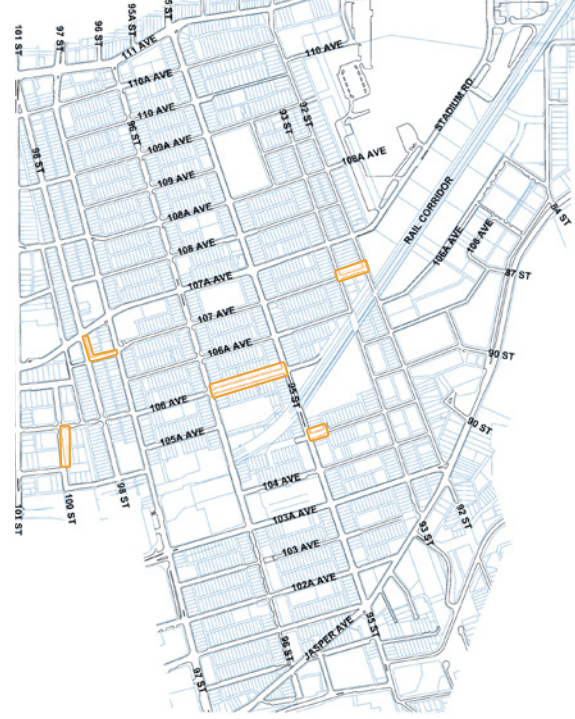 101 ST
97 ST
96 ST
95A ST
111 AVE
110 AVE
110A AVE
93 ST
92 ST
STADIUM RD
110 AVE
96 ST
109A AVE
98 ST
109 AVE
108A AVE
108A AVE
RAIL CORRIDOR
106A AVE
106 AVE
84 ST
108 AVE
107A AVE
87 ST
107 AVE
106A AVE
90 ST
106 AVE
95 ST
105A AVE
90 ST
104 AVE
101 ST
100 ST
98 ST
103A AVE
93 ST
92 ST
103 AVE
102A AVE
JASPER AVE
95 ST
96 ST
97 ST